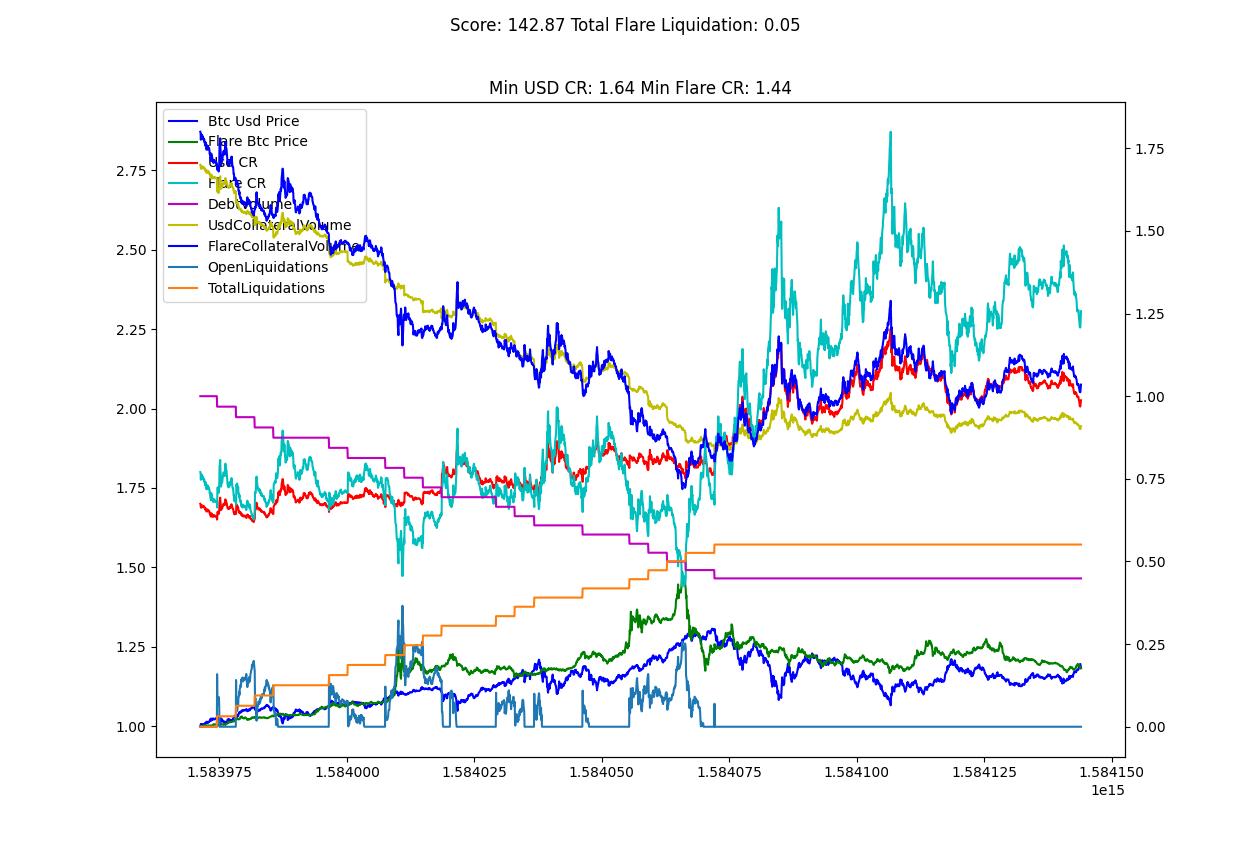 Score: 142.87 Total Flare Liquidation: 0.05
Min USD CR: 1.64 Min Flare CR: 1.44
Btc Usd Price
Flare Btc Price
Usd CR
Flare CR
DebtVolume
UsdCollateralVolume
FlareCollateralVolume
OpenLiquidations
TotalLiquidations
2.75
2.50
2.25
2.00
1.75
1.50
1.25
1.00
1.75
1.50
1.25
1.00
0.75
0.50
0.25
0.00
1.583975 1.584000 1.584025 1.584050 1.584075 1.584100 1.584125 1.584150
1e15